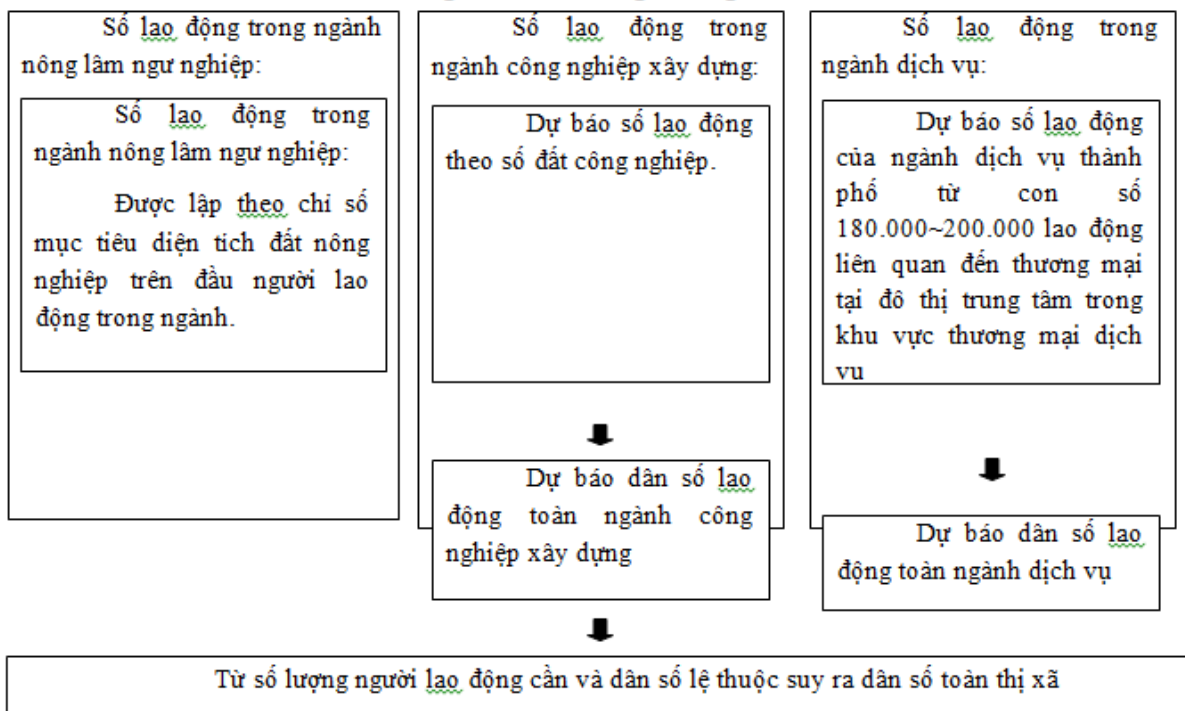 Số lao động trong ngành
nông lâm ngư nghiệp:
Số lao động trong
ngành nông lâm ngư nghiệp:
Được lập theo chỉ số
mục tiêu diện tích đất nông
nghiệp trên đầu người lao
động trong ngành.
Số lao động trong
ngành công nghiệp xây dựng:
Dự báo số lao động
theo số đất công nghiệp.
Dự báo dân số lao
động toàn ngành công
nghiệp xây dựng
Số lao động trong
ngành dịch vụ:
Dự báo số lao động
của ngành dịch vụ thành
phố từ con số
180.000~200.000 lao động
liên quan đến thương mại
tại đô thị trung tâm trong
khu vực thương mại dịch
vu
Dự báo dân số lao
động toàn ngành dịch vụ
Từ số lượng người lao động cần và dân số lệ thuộc suy ra dân số toàn thị xã